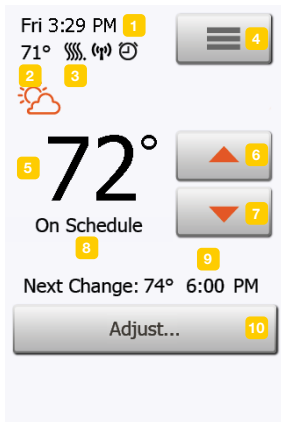 Fri 3:29 PM 1
71°
2 3 4
5 72° 6
7
On Schedule
8 9
Next Change: 74° 6:00 PM
Adjust... 10